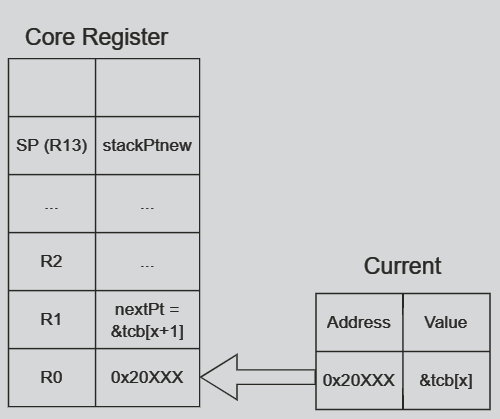 Core Register
SP (R13) stackPtnew
... ...
R2 ...
R1 nextPt =
&tcb[x+1]
R0 0x20XXX
Current
Address Value
0x20XXX &tcb[x]